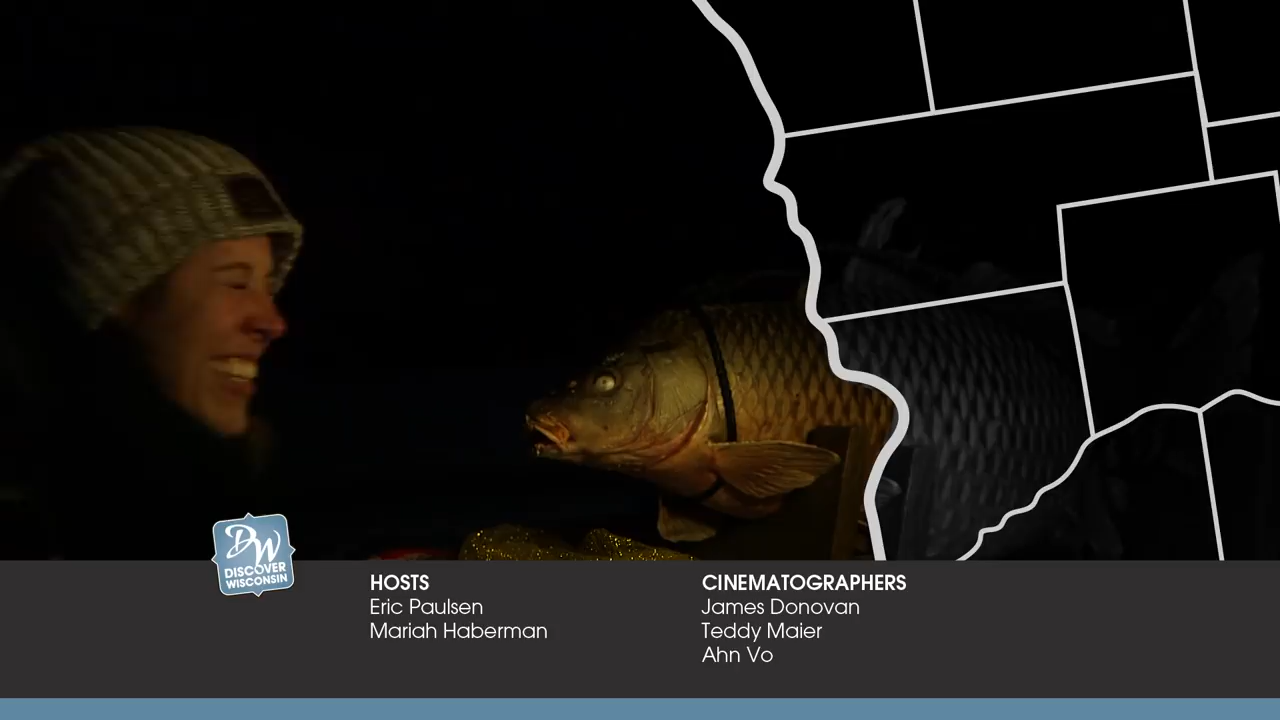 DW
DISCOVER
WISCONSIN
HOSTS
Eric Paulsen
Mariah Haberman
CINEMATOGRAPHERS
James Donovan
Teddy Maier
Ahn Vo